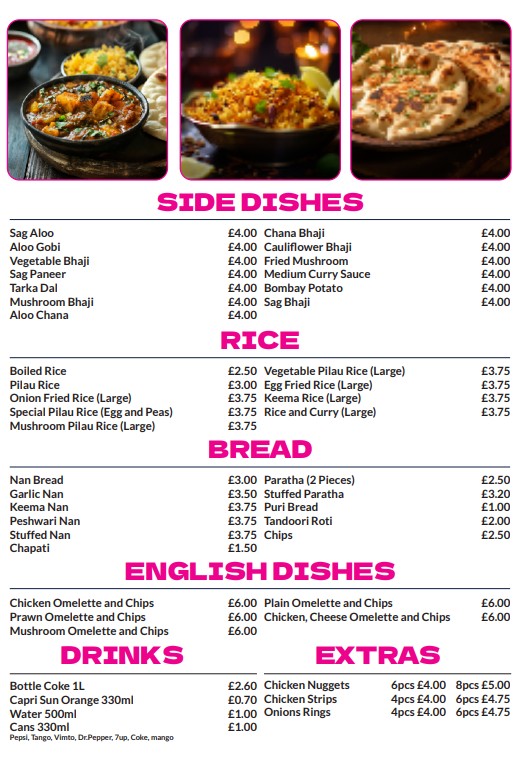 SIDE DISHES
Sag Aloo £4.00
Aloo Gobi £4.00
Vegetable Bhaji £4.00
Sag Paneer £4.00
Tarka Dal £4.00
Mushroom Bhaji £4.00
Aloo Chana £4.00
Chana Bhaji £4.00
Cauliflower Bhaji £4.00
Fried Mushroom £4.00
Medium Curry Sauce £4.00
Bombay Potato £4.00
Sag Bhaji £4.00
RICE
Boiled Rice £2.50
Pilau Rice £3.00
Onion Fried Rice (Large) £3.75
Special Pilau Rice (Egg and Peas) £3.75
Mushroom Pilau Rice (Large) £3.75
Vegetable Pilau Rice (Large) £3.75
Egg Fried Rice (Large) £3.75
Keema Rice (Large) £3.75
Rice and Curry (Large) £3.75
BREAD
Nan Bread £3.00
Garlic Nan £3.50
Keema Nan £3.75
Peshwari Nan £3.75
Stuffed Nan £3.75
Chapati £1.50
Paratha (2 Pieces) £2.50
Stuffed Paratha £3.20
Puri Bread £1.00
Tandoori Roti £2.00
Chips £2.50
ENGLISH DISHES
Chicken Omelette and Chips £6.00
Prawn Omelette and Chips £6.00
Mushroom Omelette and Chips £6.00
Plain Omelette and Chips £6.00
Chicken, Cheese Omelette and Chips £6.00
DRINKS
Bottle Coke 1L £2.60
Capri Sun Orange 330ml £0.70
Water 500ml £1.00
Cans 330ml £1.00
Pepsi, Tango, Vimto, Dr.Pepper, 7up, Coke, mango
EXTRAS
Chicken Nuggets 6pcs £4.00 8pcs £5.00
Chicken Strips 4pcs £4.00 6pcs £4.75
Onions Rings 4pcs £4.00 6pcs £4.75